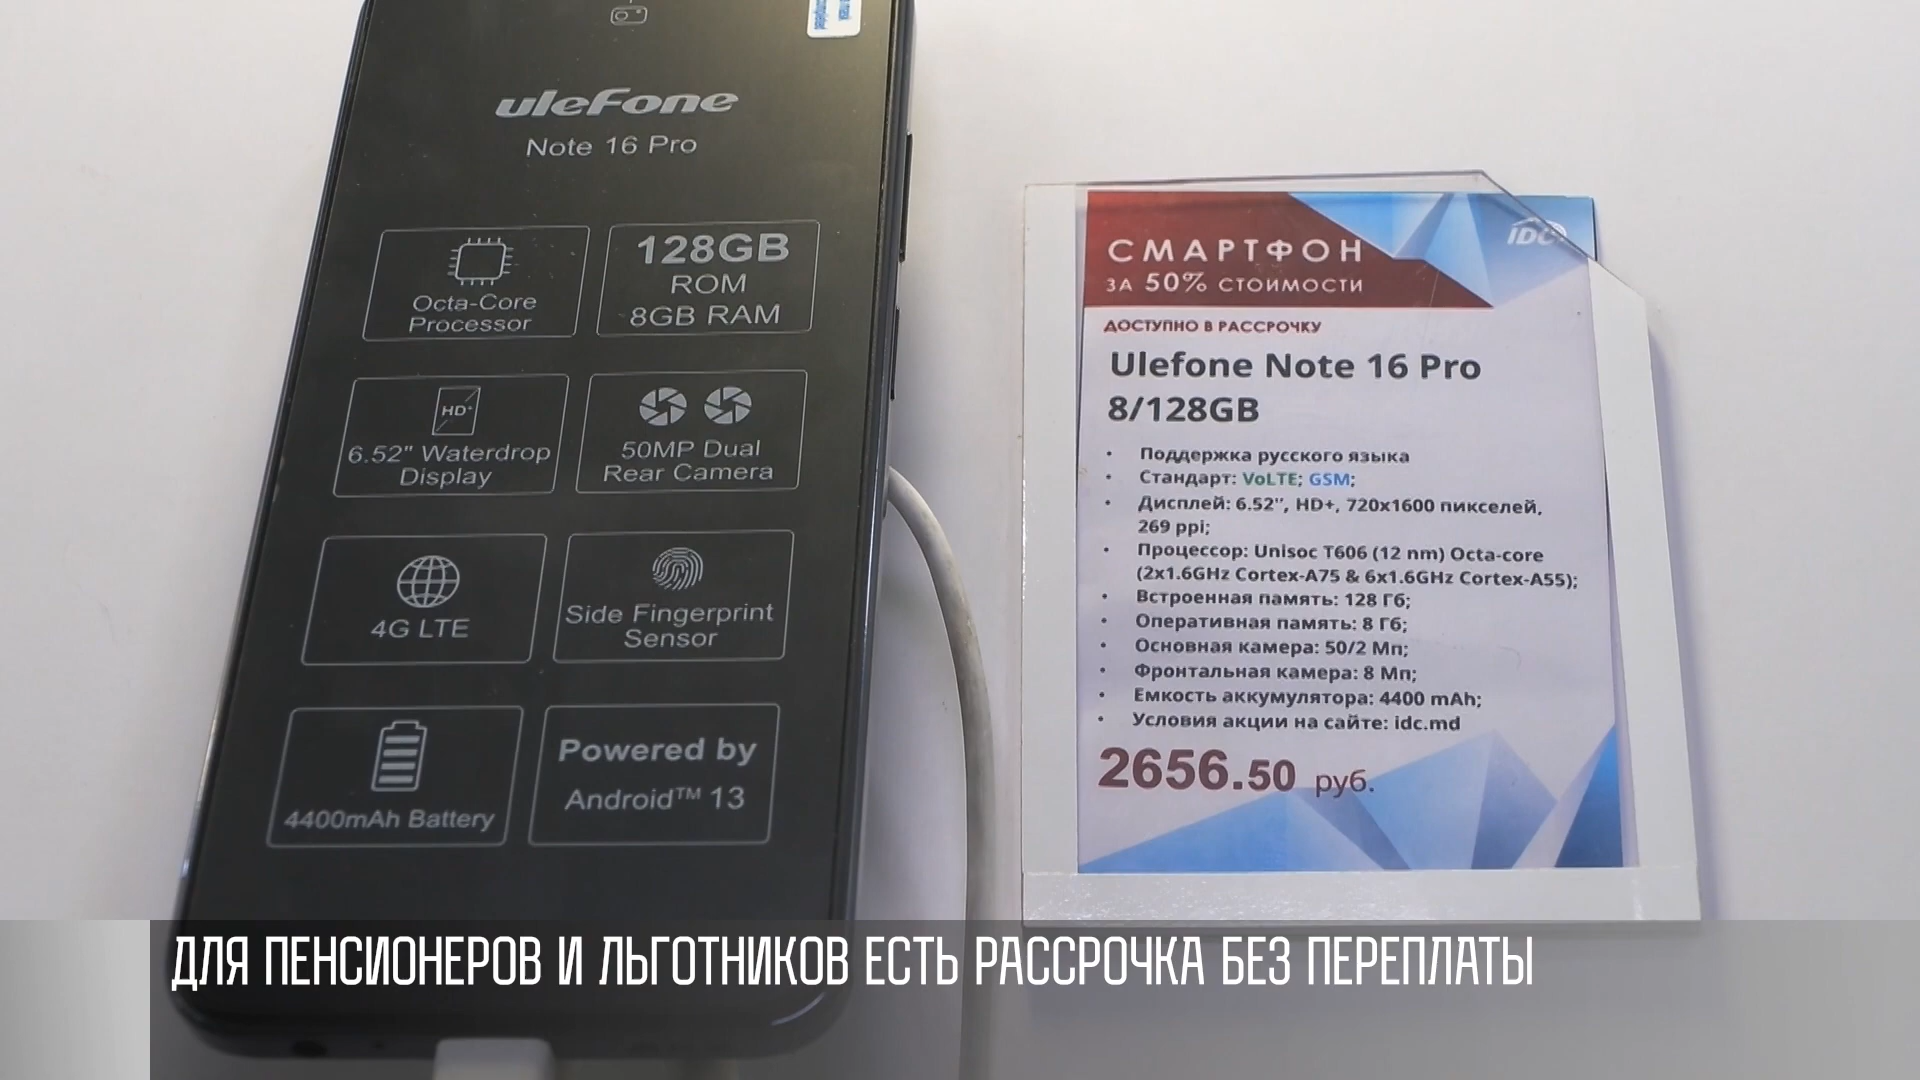 ulefone
Note 16 Pro
Octa-Core
Processor
128GB
ROM
8GB RAM
HD+
6.52" Waterdrop
Display
50MP Dual
Rear Camera
4G LTE
Side Fingerprint
Sensor
4400mAh Battery
Powered by
Android™ 13
IDC
СМАРТФОН
ЗА 50% СТОИМОСТИ
ДОСТУПНО В РАССРОЧКУ
Ulefone Note 16 Pro
8/128GB
• Поддержка русского языка
• Стандарт: VoLTE; GSM;
• Дисплей: 6.52'', HD+, 720x1600 пикселей,
269 ppi;
• Процессор: Unisoc T606 (12 nm) Octa-core
(2x1.6GHz Cortex-A75 & 6x1.6GHz Cortex-A55);
• Встроенная память: 128 Гб;
• Оперативная память: 8 Гб;
• Основная камера: 50/2 Мп;
• Фронтальная камера: 8 Мп;
• Емкость аккумулятора: 4400 mAh;
• Условия акции на сайте: idc.md
2656.50 руб.
ДЛЯ ПЕНСИОНЕРОВ И ЛЬГОТНИКОВ ЕСТЬ РАССРОЧКА БЕЗ ПЕРЕПЛАТЫ